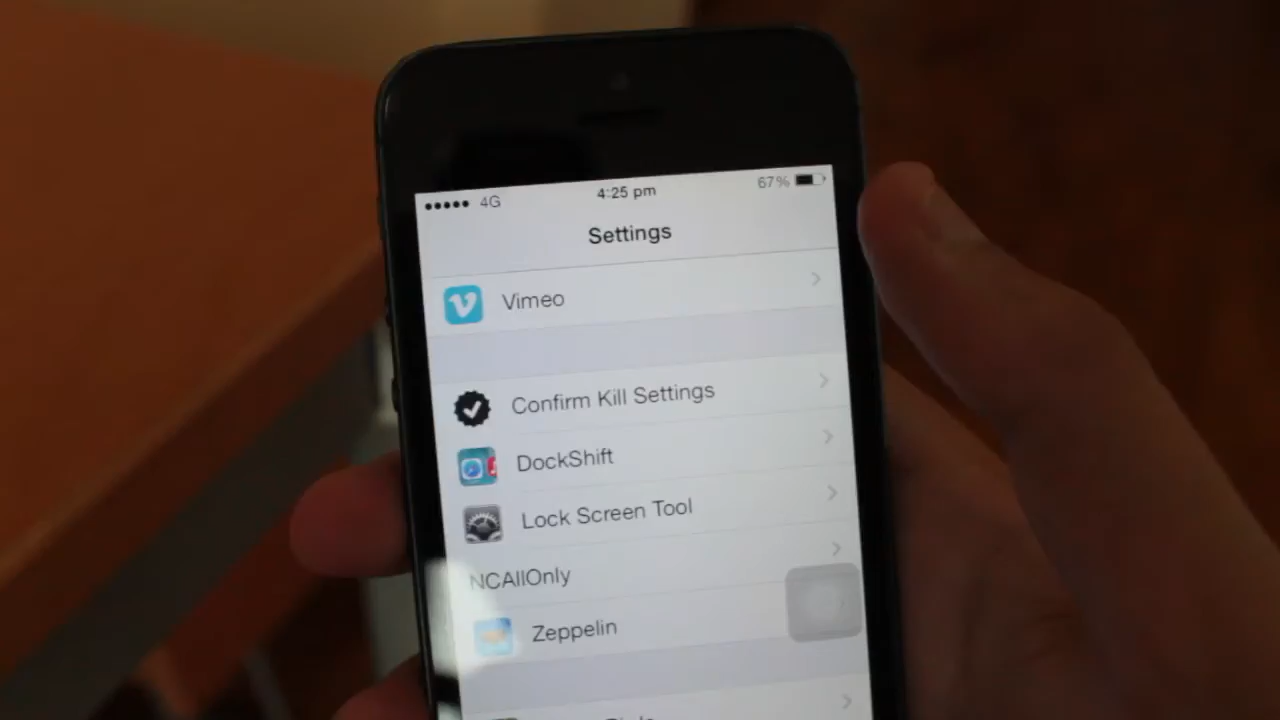 4G 4:25 pm 67%
Settings
Vimeo
Confirm Kill Settings
DockShift
Lock Screen Tool
NCAllOnly
Zeppelin